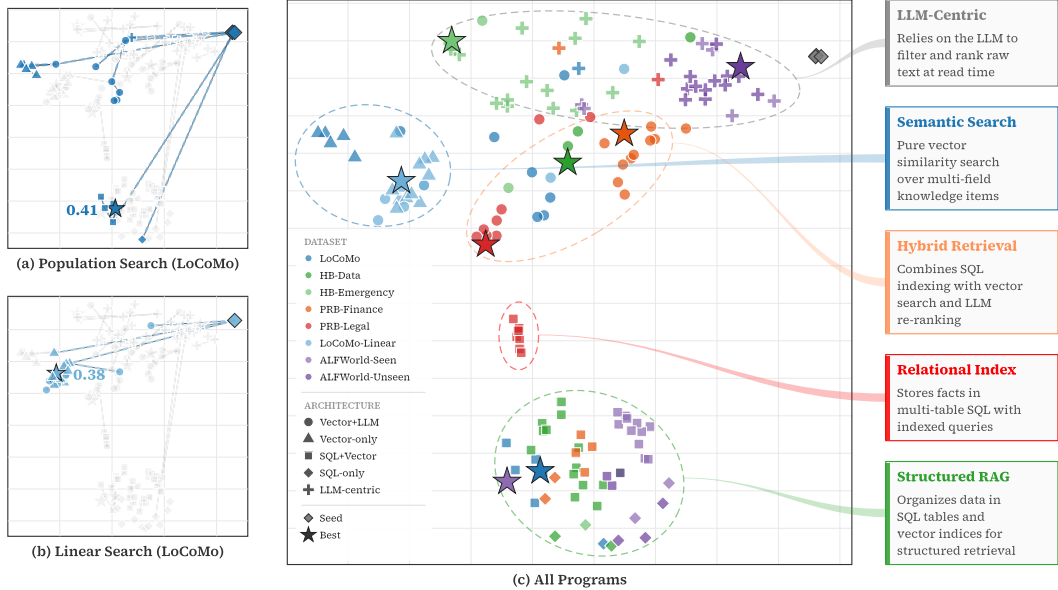 0.41
(a) Population Search (LoCoMo)
0.38
(b) Linear Search (LoCoMo)
DATASET
LoCoMo
HB-Data
HB-Emergency
PRB-Finance
PRB-Legal
LoCoMo-Linear
ALFWorld-Seen
ALFWorld-Unseen
ARCHITECTURE
Vector+LLM
Vector-only
SQL+Vector
SQL-only
LLM-centric
Seed
Best
(c) All Programs
LLM-Centric
Relies on the LLM to
filter and rank raw
text at read time
Semantic Search
Pure vector
similarity search
over multi-field
knowledge items
Hybrid Retrieval
Combines SQL
indexing with vector
search and LLM
re-ranking
Relational Index
Stores facts in
multi-table SQL with
indexed queries
Structured RAG
Organizes data in
SQL tables and
vector indices for
structured retrieval